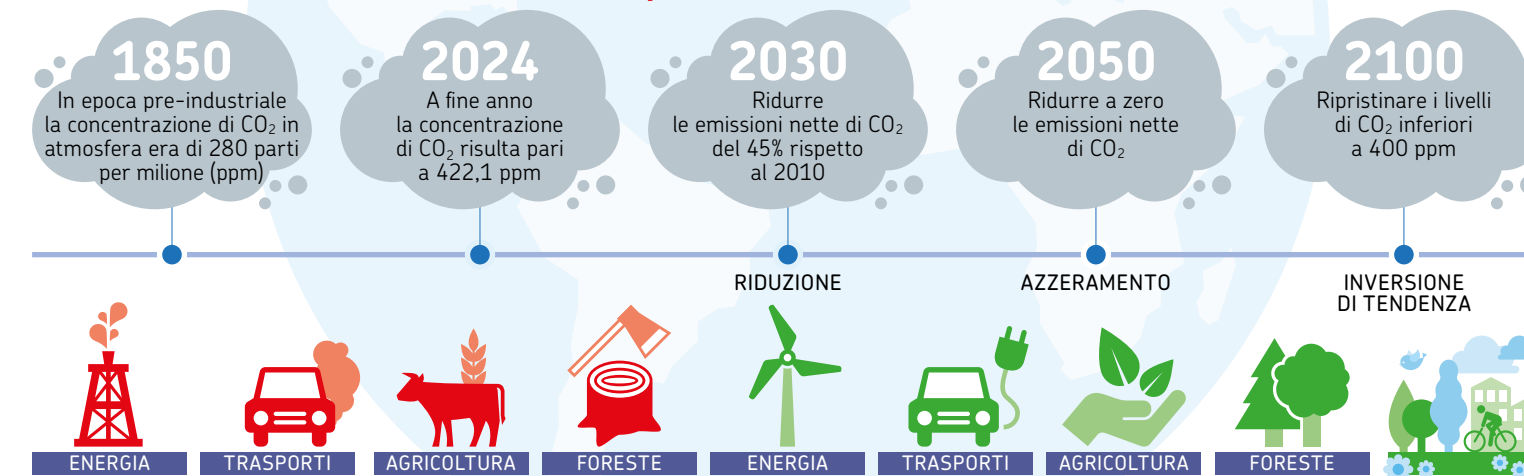 1850
In epoca pre-industriale
la concentrazione di CO₂ in
atmosfera era di 280 parti
per milione (ppm)
2024
A fine anno
la concentrazione
di CO₂ risulta pari
a 422,1 ppm
2030
Ridurre
le emissioni nette di CO₂
del 45% rispetto
al 2010
2050
Ridurre a zero
le emissioni nette
di CO₂
2100
Ripristinare i livelli
di CO₂ inferiori
a 400 ppm
RIDUZIONE
AZZERAMENTO
INVERSIONE
DI TENDENZA
ENERGIA
TRASPORTI
AGRICOLTURA
FORESTE
ENERGIA
TRASPORTI
AGRICOLTURA
FORESTE